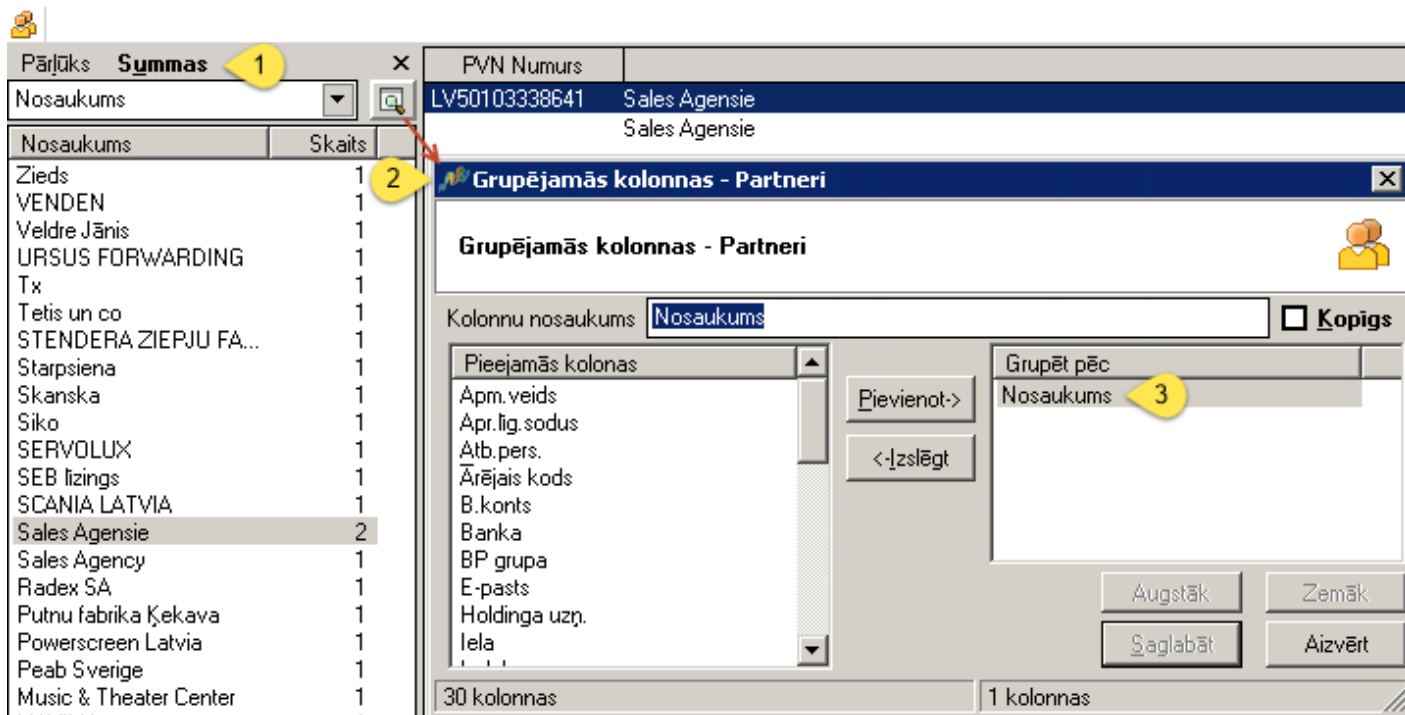 Pārlūks Summas 1
Nosaukums
Nosaukums Skaits
Zieds 1
VENDEN 1
Veldre Jānis 1
URSUS FORWARDING 1
Tx 1
Tetis un co 1
STENDERA ZIEPJU FA... 1
Starpsiena 1
Skanska 1
Siko 1
SERVOLUX 1
SEB līzings 1
SCANIA LATVIA 1
Sales Agensie 2
Sales Agency 1
Radex SA 1
Putnu fabrika Ķekava 1
Powerscreen Latvia 1
Peab Sverige 1
Music & Theater Center 1
PVN Numurs
LV50103338641 Sales Agensie
Sales Agensie
2
Grupējamās kolonnas - Partneri
Grupējamās kolonnas - Partneri
Kolonnu nosaukums Nosaukums Kopīgs
Pieejamās kolonas
Apm.veids
Apr.līg.sodus
Atb.pers.
Ārējais kods
B.konts
Banka
BP grupa
E-pasts
Holdinga uzņ.
Iela
Pievienot->
<-Izslēgt
Grupēt pēc
Nosaukums 3
Augstāk Zemāk
Saglabāt Aizvērt
30 kolonnas 1 kolonnas